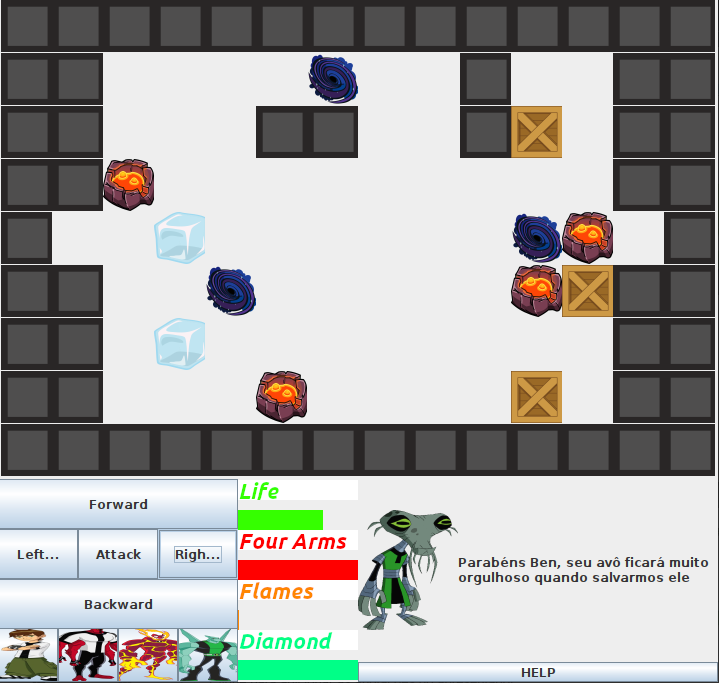 Forward
Left...
Attack
Righ...
Backward
Life
Four Arms
Flames
Diamond
Parabéns Ben, seu avô ficará muito
orgulhoso quando salvarmos ele
HELP